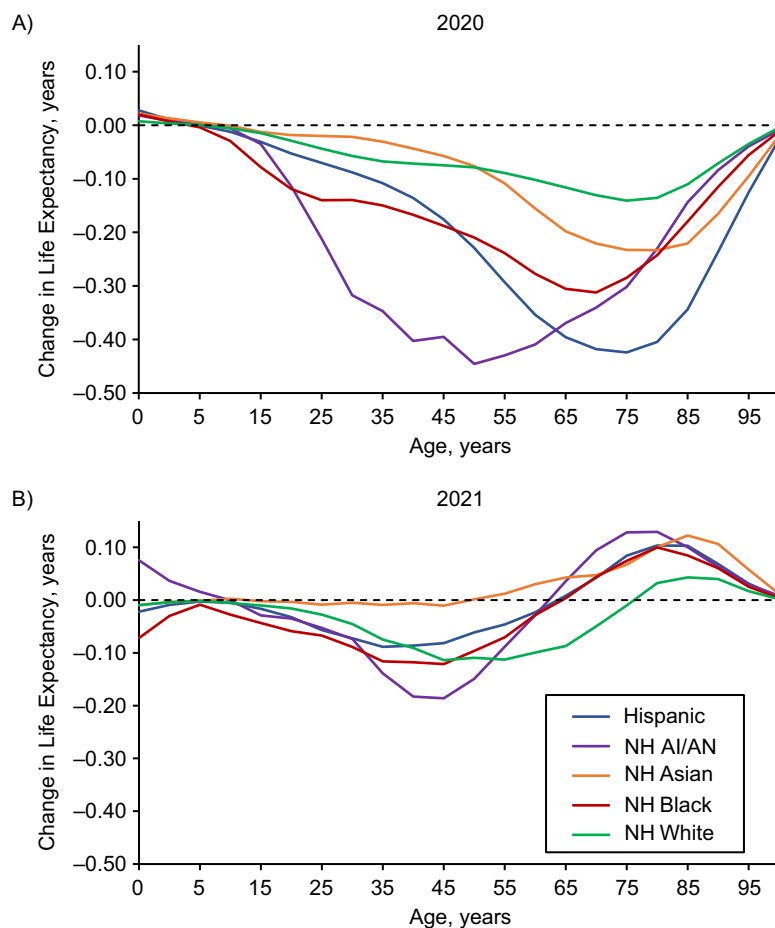 A)
2020
Change in Life Expectancy, years
0.10
0.00
–0.10
–0.20
–0.30
–0.40
–0.50
0 5 15 25 35 45 55 65 75 85 95
Age, years
B)
2021
Change in Life Expectancy, years
0.10
0.00
–0.10
–0.20
–0.30
–0.40
–0.50
Hispanic
NH AI/AN
NH Asian
NH Black
NH White
0 5 15 25 35 45 55 65 75 85 95
Age, years